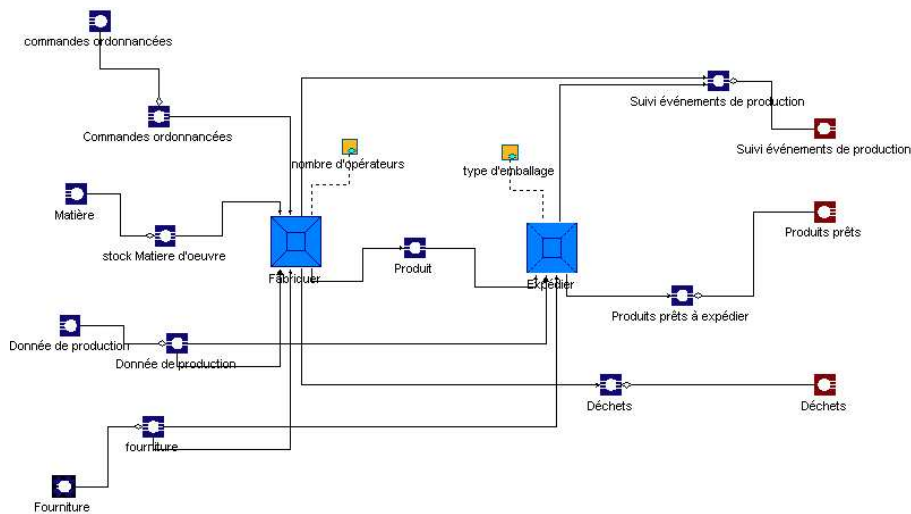 commandes ordonnancées
Suivi événements de production
Commandes ordonnancées
Suivi événements de production
nombre d'opérateurs
type d'emballage
Matière
Produits prêts
stock Matiere d'oeuvre
Produit
Fabriquer
Expédier
Produits prêts à expédier
Donnée de production
Donnée de production
Déchets
Déchets
fourniture
Fourniture